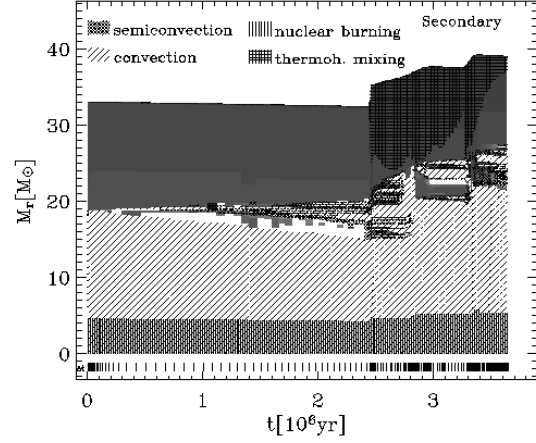 Secondary
semiconvection nuclear burning
convection thermoh. mixing
40
30
20
10
0
M_r[M_⊙]
Δt
0 1 2 3
t[10^6yr]